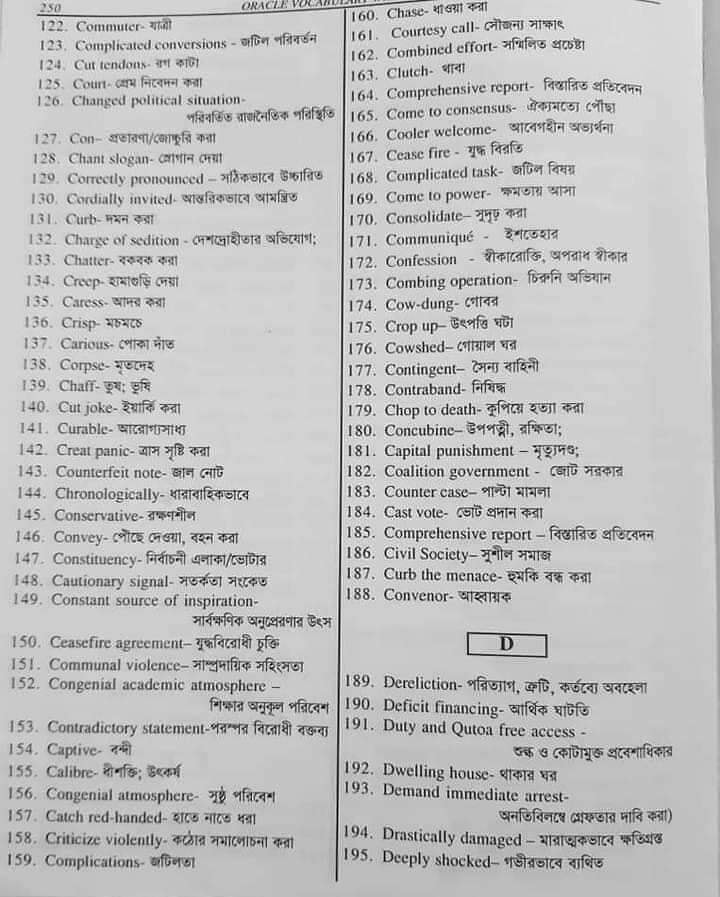 250
ORACLE VOCABULARY
122. Commuter- যাত্রী
123. Complicated conversions - জটিল পরিবর্তন
124. Cut tendons- রগ কাটা
125. Court- প্রেম নিবেদন করা
126. Changed political situation-
পরিবর্তিত রাজনৈতিক পরিস্থিতি
127. Con– প্রতারণা/জোচ্চুরি করা
128. Chant slogan- শ্লোগান দেয়া
129. Correctly pronounced – সঠিকভাবে উচ্চারিত
130. Cordially invited- আন্তরিকভাবে আমন্ত্রিত
131. Curb- দমন করা
132. Charge of sedition - দেশদ্রোহীতার অভিযোগ;
133. Chatter- বকবক করা
134. Creep- হামাগুড়ি দেয়া
135. Caress- আদর করা
136. Crisp- মচমচে
137. Carious- পোকা দাঁত
138. Corpse- মৃতদেহ
139. Chaff- তুষ; ভুষি
140. Cut joke- ইয়ার্কি করা
141. Curable- আরোগ্যসাধ্য
142. Creat panic- ত্রাস সৃষ্টি করা
143. Counterfeit note- জাল নোট
144. Chronologically- ধারাবাহিকভাবে
145. Conservative- রক্ষণশীল
146. Convey- পৌঁছে দেওয়া, বহন করা
147. Constituency- নির্বাচনী এলাকা/ভোটার
148. Cautionary signal- সতর্কতা সংকেত
149. Constant source of inspiration-
সার্বক্ষণিক অনুপ্রেরণার উৎস
150. Ceasefire agreement– যুদ্ধবিরোধী চুক্তি
151. Communal violence– সাম্প্রদায়িক সহিংসতা
152. Congenial academic atmosphere –
শিক্ষার অনুকূল পরিবেশ
153. Contradictory statement-পরস্পর বিরোধী বক্তব্য
154. Captive- বন্দী
155. Calibre- ধীশক্তি; উৎকর্ষ
156. Congenial atmosphere- সুষ্ঠু পরিবেশ
157. Catch red-handed- হাতে নাতে ধরা
158. Criticize violently- কঠোর সমালোচনা করা
159. Complications- জটিলতা
160. Chase- ধাওয়া করা
161. Courtesy call- সৌজন্য সাক্ষাৎ
162. Combined effort- সম্মিলিত প্রচেষ্টা
163. Clutch- থাবা
164. Comprehensive report- বিস্তারিত প্রতিবেদন
165. Come to consensus- ঐক্যমত্যে পৌঁছা
166. Cooler welcome- আবেগহীন অভ্যর্থনা
167. Cease fire - যুদ্ধ বিরতি
168. Complicated task- জটিল বিষয়
169. Come to power- ক্ষমতায় আসা
170. Consolidate– সুদৃঢ় করা
171. Communiqué - ইশতেহার
172. Confession - স্বীকারোক্তি, অপরাধ স্বীকার
173. Combing operation- চিরুনি অভিযান
174. Cow-dung- গোবর
175. Crop up– উৎপত্তি ঘটা
176. Cowshed– গোয়াল ঘর
177. Contingent– সৈন্য বাহিনী
178. Contraband- নিষিদ্ধ
179. Chop to death- কুপিয়ে হত্যা করা
180. Concubine– উপপত্নী, রক্ষিতা;
181. Capital punishment – মৃত্যুদণ্ড;
182. Coalition government - জোট সরকার
183. Counter case– পাল্টা মামলা
184. Cast vote- ভোট প্রদান করা
185. Comprehensive report – বিস্তারিত প্রতিবেদন
186. Civil Society– সুশীল সমাজ
187. Curb the menace- হুমকি বন্ধ করা
188. Convenor- আহ্বায়ক
D
189. Dereliction- পরিত্যাগ, ত্রুটি, কর্তব্যে অবহেলা
190. Deficit financing- আর্থিক ঘাটতি
191. Duty and Qutoa free access -
শুল্ক ও কোটামুক্ত প্রবেশাধিকার
192. Dwelling house- থাকার ঘর
193. Demand immediate arrest-
অনতিবিলম্বে গ্রেফতার দাবি করা)
194. Drastically damaged – মারাত্মকভাবে ক্ষতিগ্রস্ত
195. Deeply shocked– গভীরভাবে ব্যথিত